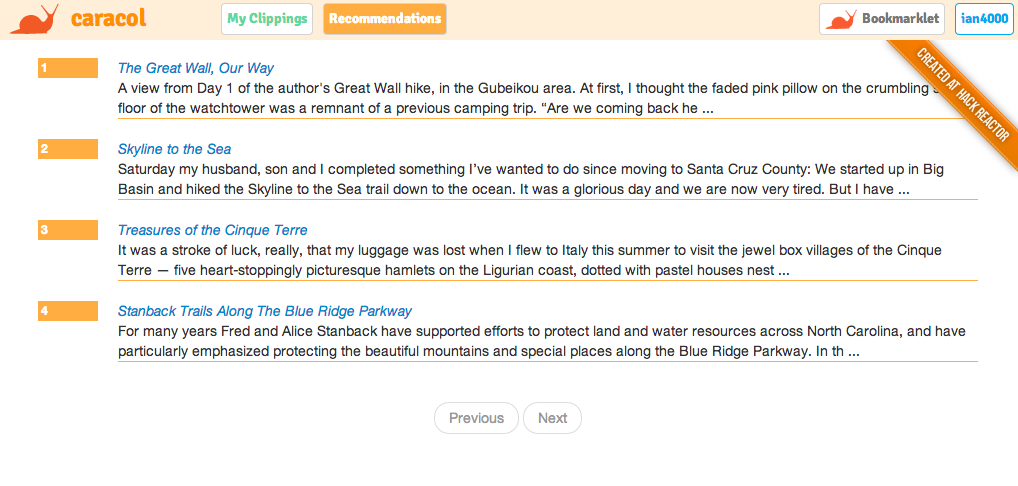 caracol
My Clippings
Recommendations
Bookmarklet
ian4000
CREATED AT HACK REACTOR
1
The Great Wall, Our Way
A view from Day 1 of the author's Great Wall hike, in the Gubeikou area. At first, I thought the faded pink pillow on the crumbling
floor of the watchtower was a remnant of a previous camping trip. “Are we coming back he ...
2
Skyline to the Sea
Saturday my husband, son and I completed something I’ve wanted to do since moving to Santa Cruz County: We started up in Big
Basin and hiked the Skyline to the Sea trail down to the ocean. It was a glorious day and we are now very tired. But I have ...
3
Treasures of the Cinque Terre
It was a stroke of luck, really, that my luggage was lost when I flew to Italy this summer to visit the jewel box villages of the Cinque
Terre — five heart-stoppingly picturesque hamlets on the Ligurian coast, dotted with pastel houses nest ...
4
Stanback Trails Along The Blue Ridge Parkway
For many years Fred and Alice Stanback have supported efforts to protect land and water resources across North Carolina, and have
particularly emphasized protecting the beautiful mountains and special places along the Blue Ridge Parkway. In th ...
Previous
Next